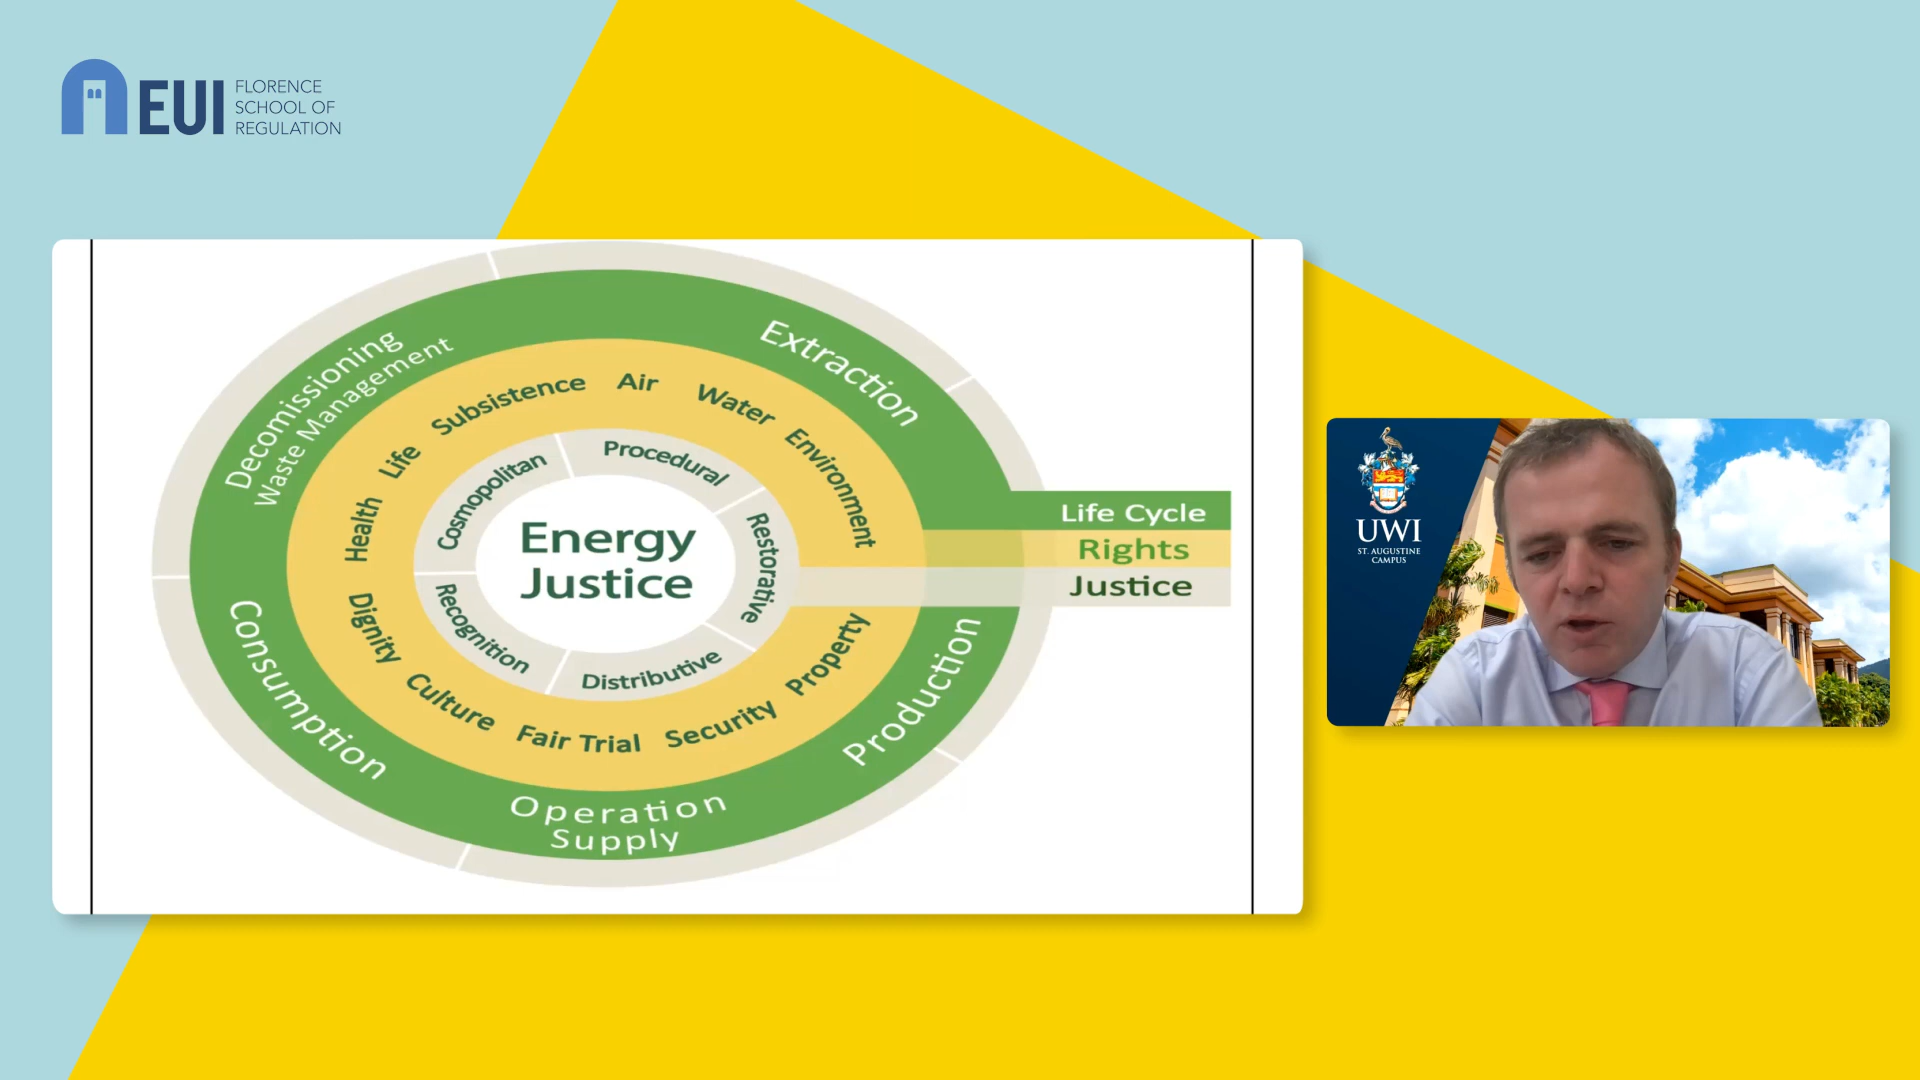 EUI
FLORENCE
SCHOOL OF
REGULATION
Extraction
Decomissioning
Waste Management
Consumption
Operation
Supply
Production
Subsistence
Air
Water
Environment
Life
Health
Dignity
Culture
Fair Trial
Security
Property
Cosmopolitan
Procedural
Restorative
Distributive
Recognition
Energy
Justice
Life Cycle
Rights
Justice
UWI
ST. AUGUSTINE
CAMPUS